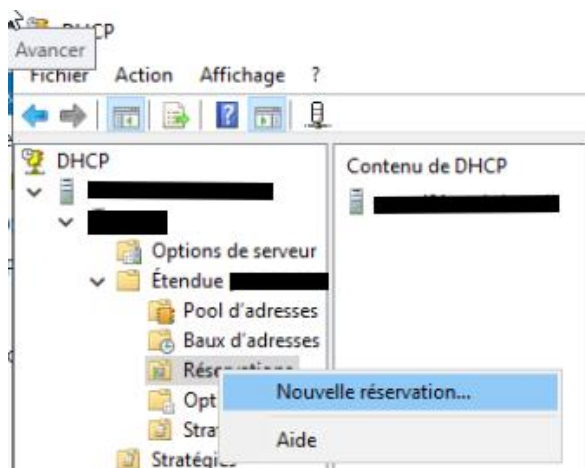 DHCP
Avancer
Fichier Action Affichage ?
DHCP
Contenu de DHCP
Options de serveur
Étendue
Pool d'adresses
Baux d'adresses
Nouvelle réservation...
Aide